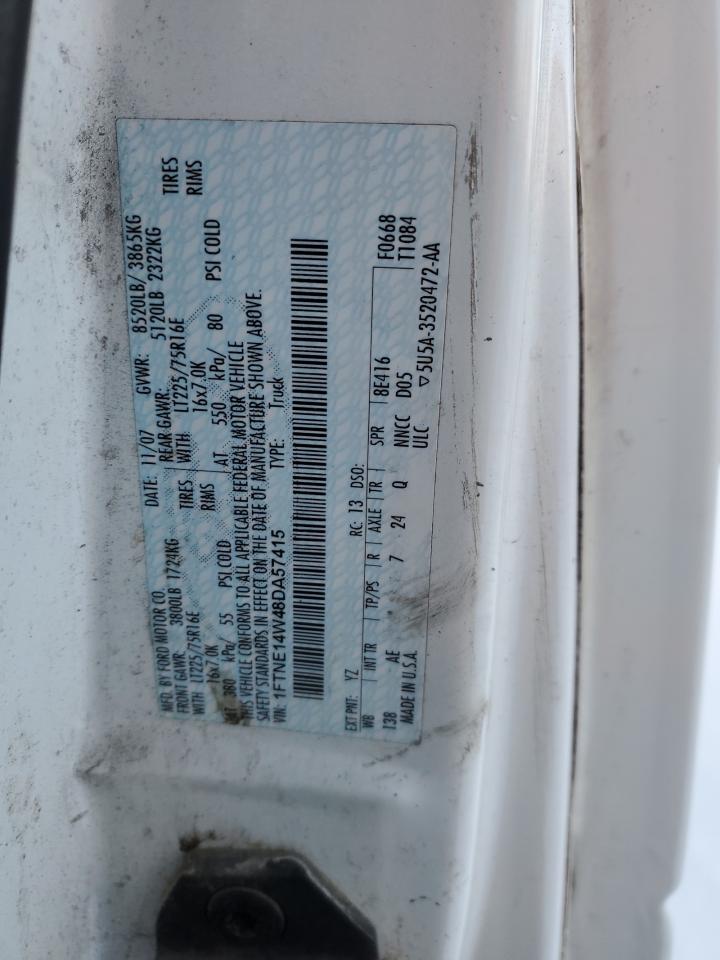 MFD. BY FORD MOTOR CO. DATE: 11/07 GVWR: 8520LB/ 3865KG
FRONT GAWR: 3800LB 1724KG REAR GAWR: 5120LB 2322KG
WITH LT225/75R16E TIRES WITH LT225/75R16E TIRES
16x7.0K RIMS 16x7.0K RIMS
AT 380 kPa/ 55 PSI COLD AT 550 kPa/ 80 PSI COLD
THIS VEHICLE CONFORMS TO ALL APPLICABLE FEDERAL MOTOR VEHICLE
SAFETY STANDARDS IN EFFECT ON THE DATE OF MANUFACTURE SHOWN ABOVE.
VIN: 1FTNE14W48DA57415 TYPE: Truck
EXT PNT: YZ RC: 13 DSO: F0668
WB INT TR TP/PS R AXLE TR SPR 8E416 T1084
138 AE 7 24 Q NNCC D05
MADE IN U.S.A. ULC ▽5U5A-3520472-AA